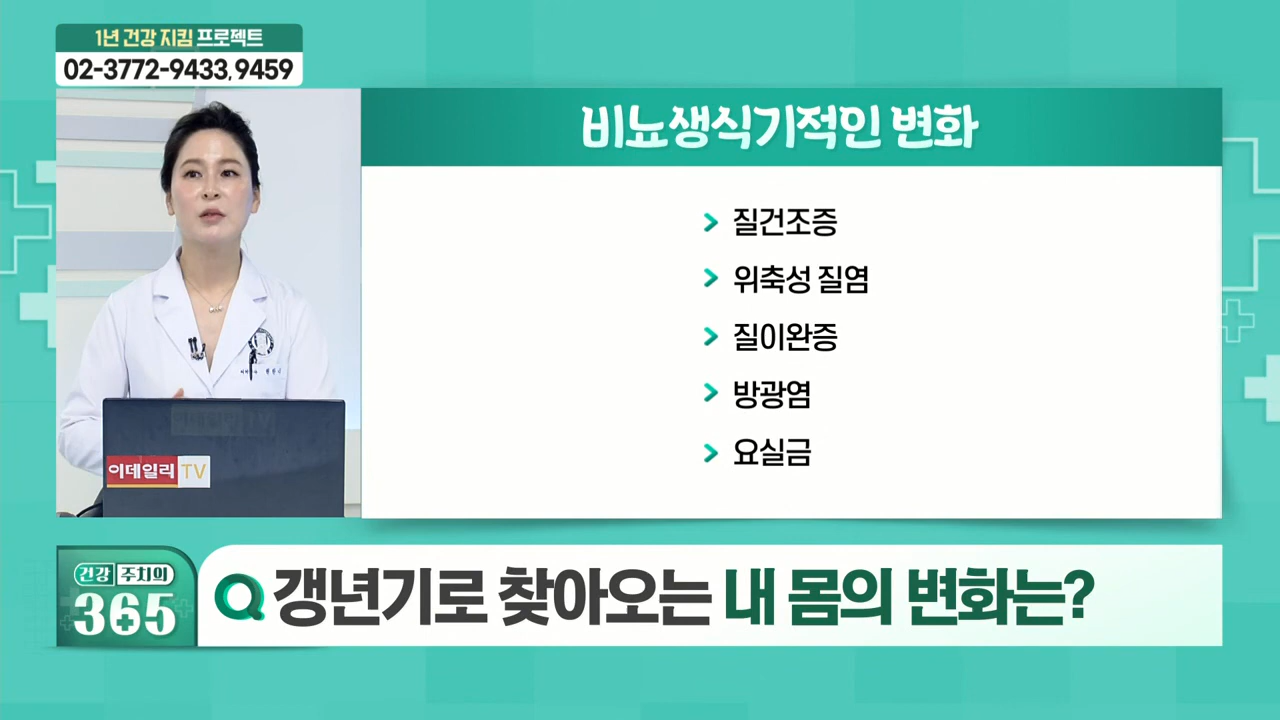 1년 건강 지킴 프로젝트
02-3772-9433, 9459
비뇨생식기적인 변화
질건조증
위축성 질염
질이완증
방광염
요실금
이데일리 TV
건강 주치의
365
Q 갱년기로 찾아오는 내 몸의 변화는?